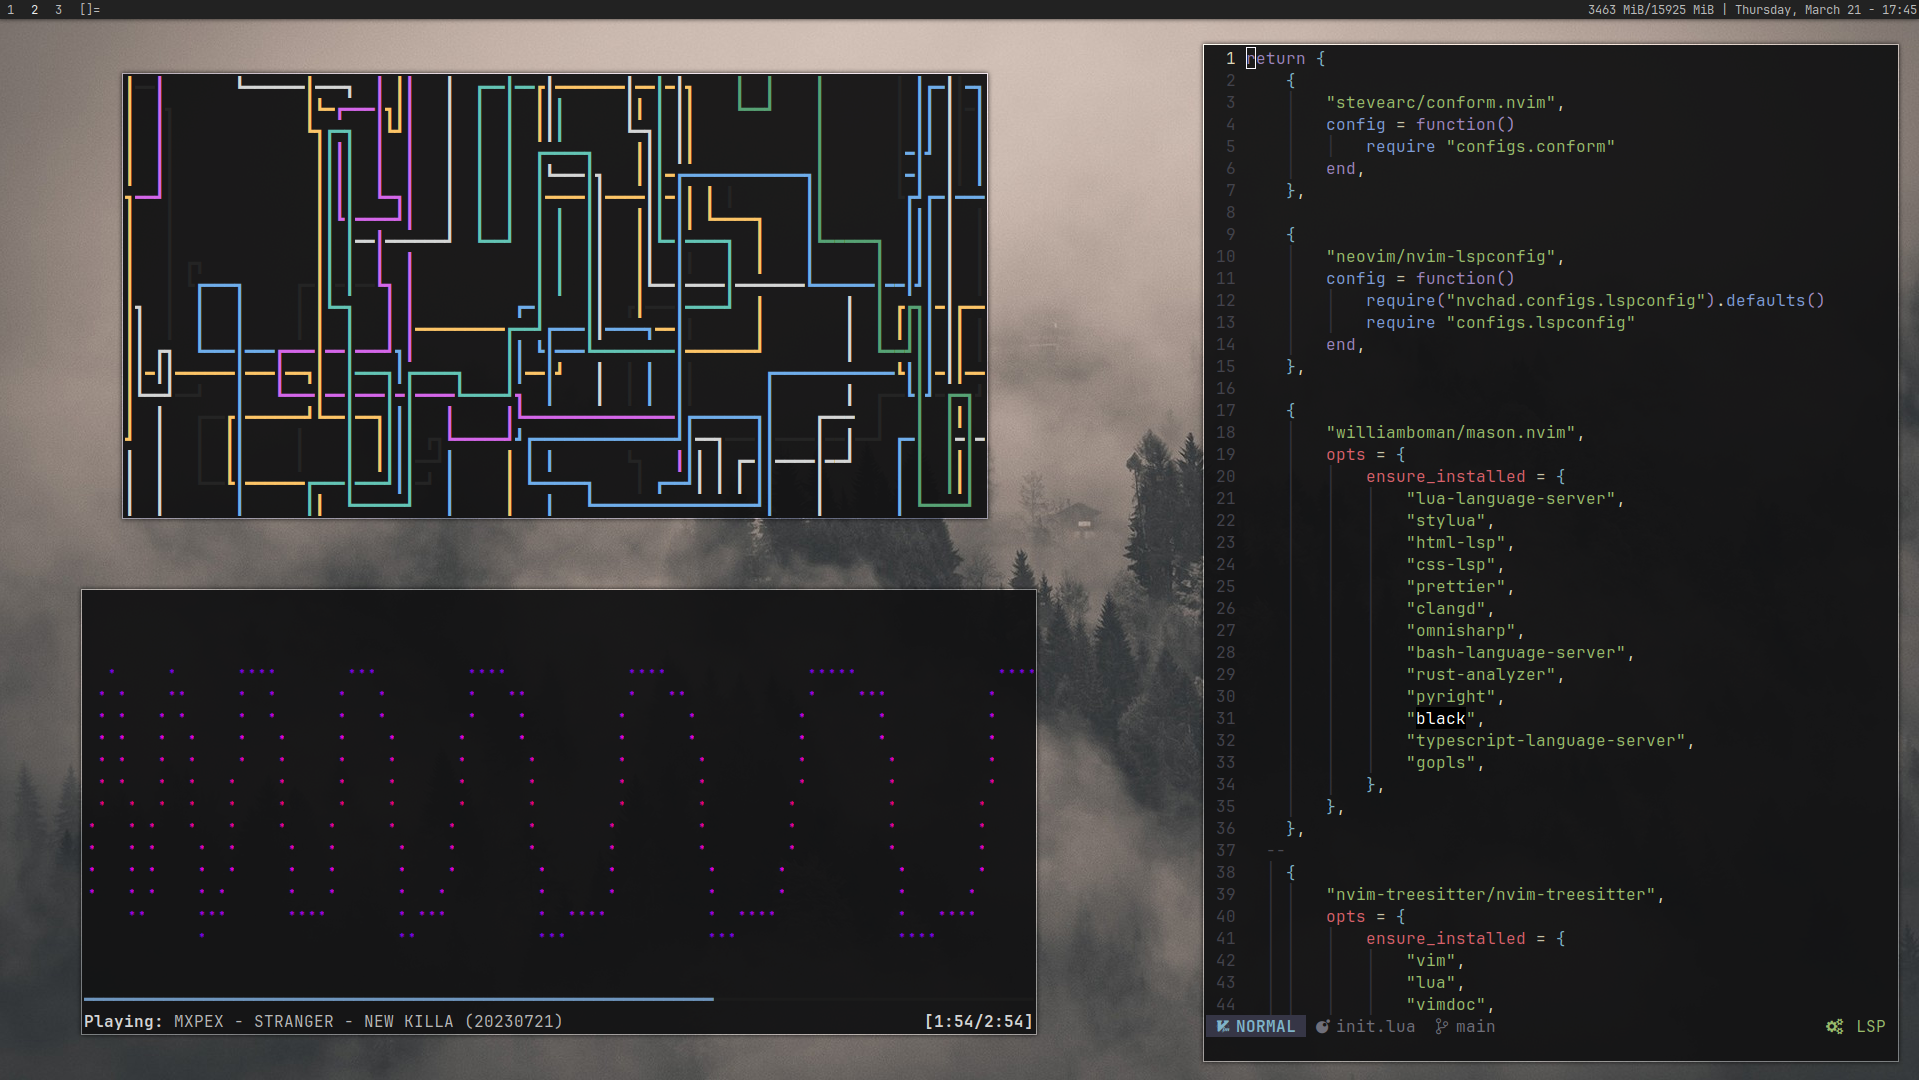 1 2 3 []=
3463 MiB/15925 MiB | Thursday, March 21 - 17:45
Playing: MXPEX - STRANGER - NEW KILLA (20230721) [1:54/2:54]
1 return {
2 {
3 "stevearc/conform.nvim",
4 config = function()
5 require "configs.conform"
6 end,
7 },
8
9 {
10 "neovim/nvim-lspconfig",
11 config = function()
12 require("nvchad.configs.lspconfig").defaults()
13 require "configs.lspconfig"
14 end,
15 },
16
17 {
18 "williamboman/mason.nvim",
19 opts = {
20 ensure_installed = {
21 "lua-language-server",
22 "stylua",
23 "html-lsp",
24 "css-lsp",
25 "prettier",
26 "clangd",
27 "omnisharp",
28 "bash-language-server",
29 "rust-analyzer",
30 "pyright",
31 "black",
32 "typescript-language-server",
33 "gopls",
34 },
35 },
36 },
37 --
38 {
39 "nvim-treesitter/nvim-treesitter",
40 opts = {
41 ensure_installed = {
42 "vim",
43 "lua",
44 "vimdoc",
NORMAL init.lua main LSP